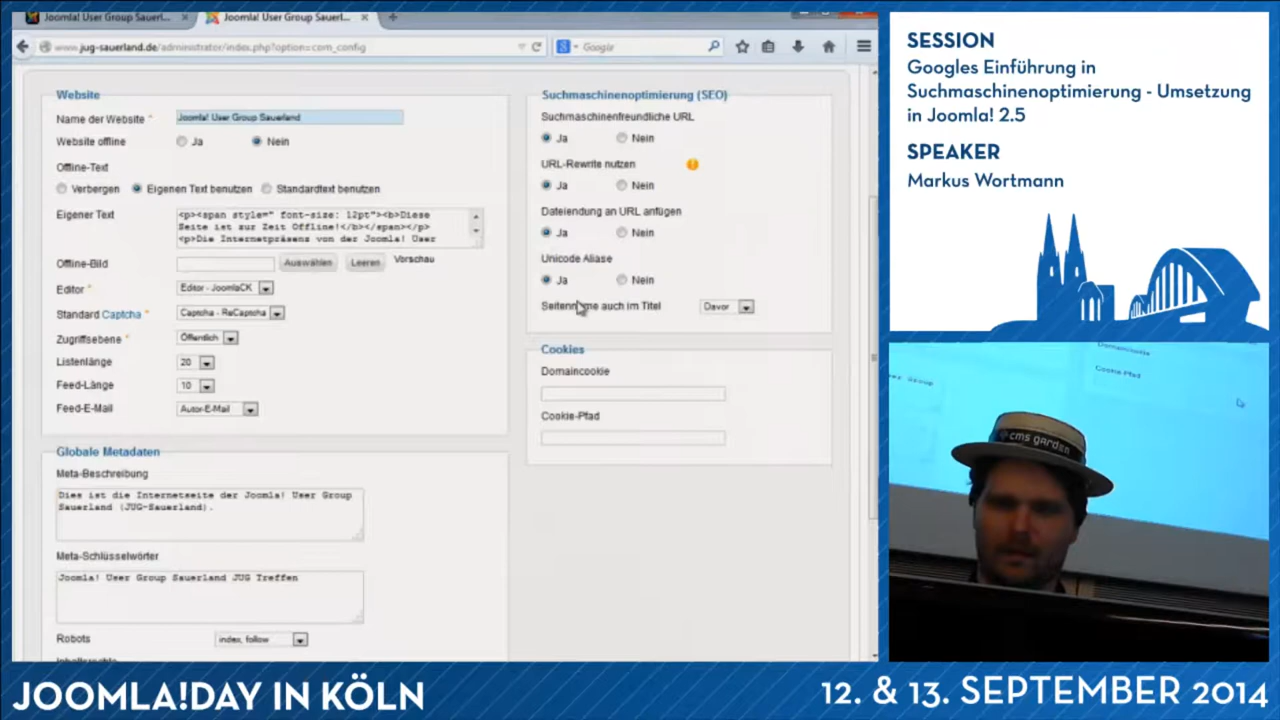 Joomla! User Group Sauerl...
Joomla! User Group Sauerl...
www.jug-sauerland.de/administrator/index.php?option=com_config
Google
Website
Name der Website *
Joomla! User Group Sauerland
Website offline
Ja
Nein
Offline-Text
Verbergen
Eigenen Text benutzen
Standardtext benutzen
Eigener Text
<p><span style=" font-size: 12pt"><b>Diese
Seite ist zur Zeit Offline!</b></span></p>
<p>Die Internetpräsenz von der Joomla! User
Offline-Bild
Auswählen
Leeren
Vorschau
Editor *
Editor - JoomlaCK
Standard Captcha *
Captcha - ReCaptcha
Zugriffsebene *
Öffentlich
Listenlänge
20
Feed-Länge
10
Feed-E-Mail
Autor-E-Mail
Globale Metadaten
Meta-Beschreibung
Dies ist die Internetseite der Joomla! User Group
Sauerland (JUG-Sauerland).
Meta-Schlüsselwörter
Joomla! User Group Sauerland JUG Treffen
Robots
index, follow
Suchmaschinenoptimierung (SEO)
Suchmaschinenfreundliche URL
Ja
Nein
URL-Rewrite nutzen
Ja
Nein
Dateiendung an URL anfügen
Ja
Nein
Unicode Aliase
Ja
Nein
Seitenname auch im Titel
Davor
Cookies
Domaincookie
Cookie-Pfad
SESSION
Googles Einführung in
Suchmaschinenoptimierung - Umsetzung
in Joomla! 2.5
SPEAKER
Markus Wortmann
Domaincookie
Cookie-Pfad
cms garden
JOOMLA!DAY IN KÖLN
12. & 13. SEPTEMBER 2014